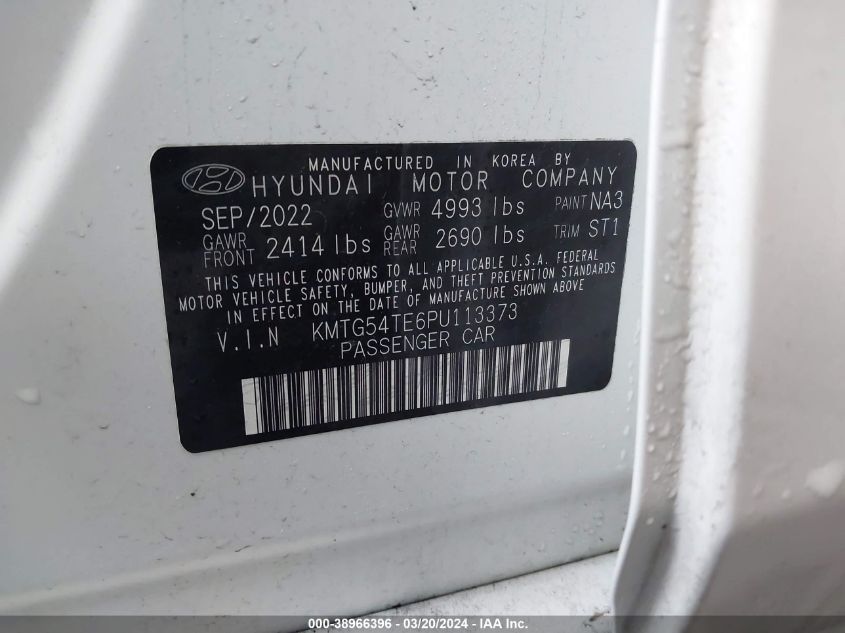 MANUFACTURED IN KOREA BY
HYUNDAI MOTOR COMPANY
SEP/2022 GVWR 4993 lbs PAINT NA3
GAWR FRONT 2414 lbs GAWR REAR 2690 lbs TRIM ST1
THIS VEHICLE CONFORMS TO ALL APPLICABLE U.S.A. FEDERAL
MOTOR VEHICLE SAFETY, BUMPER, AND THEFT PREVENTION STANDARDS
IN EFFECT ON THE DATE OF MANUFACTURE SHOWN ABOVE
V.I.N KMTG54TE6PU113373
PASSENGER CAR
000-38966396 - 03/20/2024 - IAA Inc.